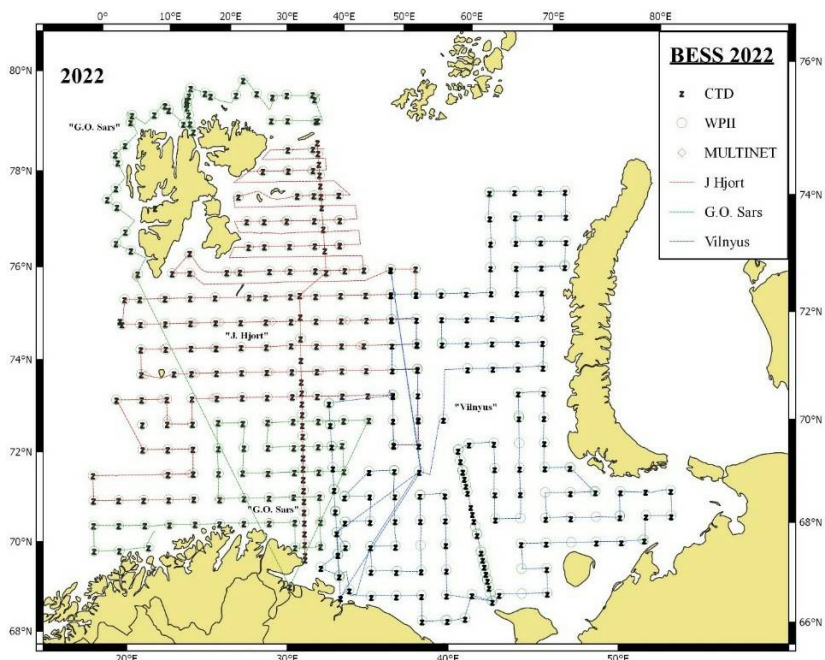 0° 10°E 20°E 30°E 40°E 50°E 60°E 70°E 80°E
80°N
78°N
76°N
74°N
72°N
70°N
68°N
76°N
74°N
72°N
70°N
68°N
66°N
20°E 30°E 40°E 50°E
2022
"G.O. Sars"
"J. Hjort"
"Vilnyus"
"G.O. Sars"
BESS 2022
CTD
WPII
MULTINET
J Hjort
G.O. Sars
Vilnyus